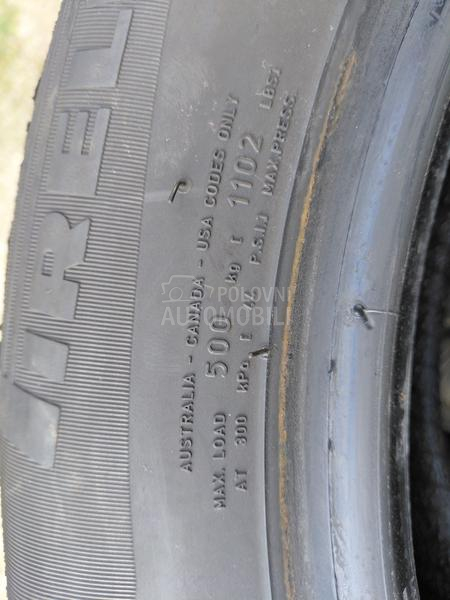 IREL
AUSTRALIA - CANADA - USA CODES ONLY
MAX. LOAD 500 kg [ 1102 Lbs]
AT 300 kPa [ 44 P.S.I.] MAX.PRESS.
POLOVNI
AUTOMOBILI